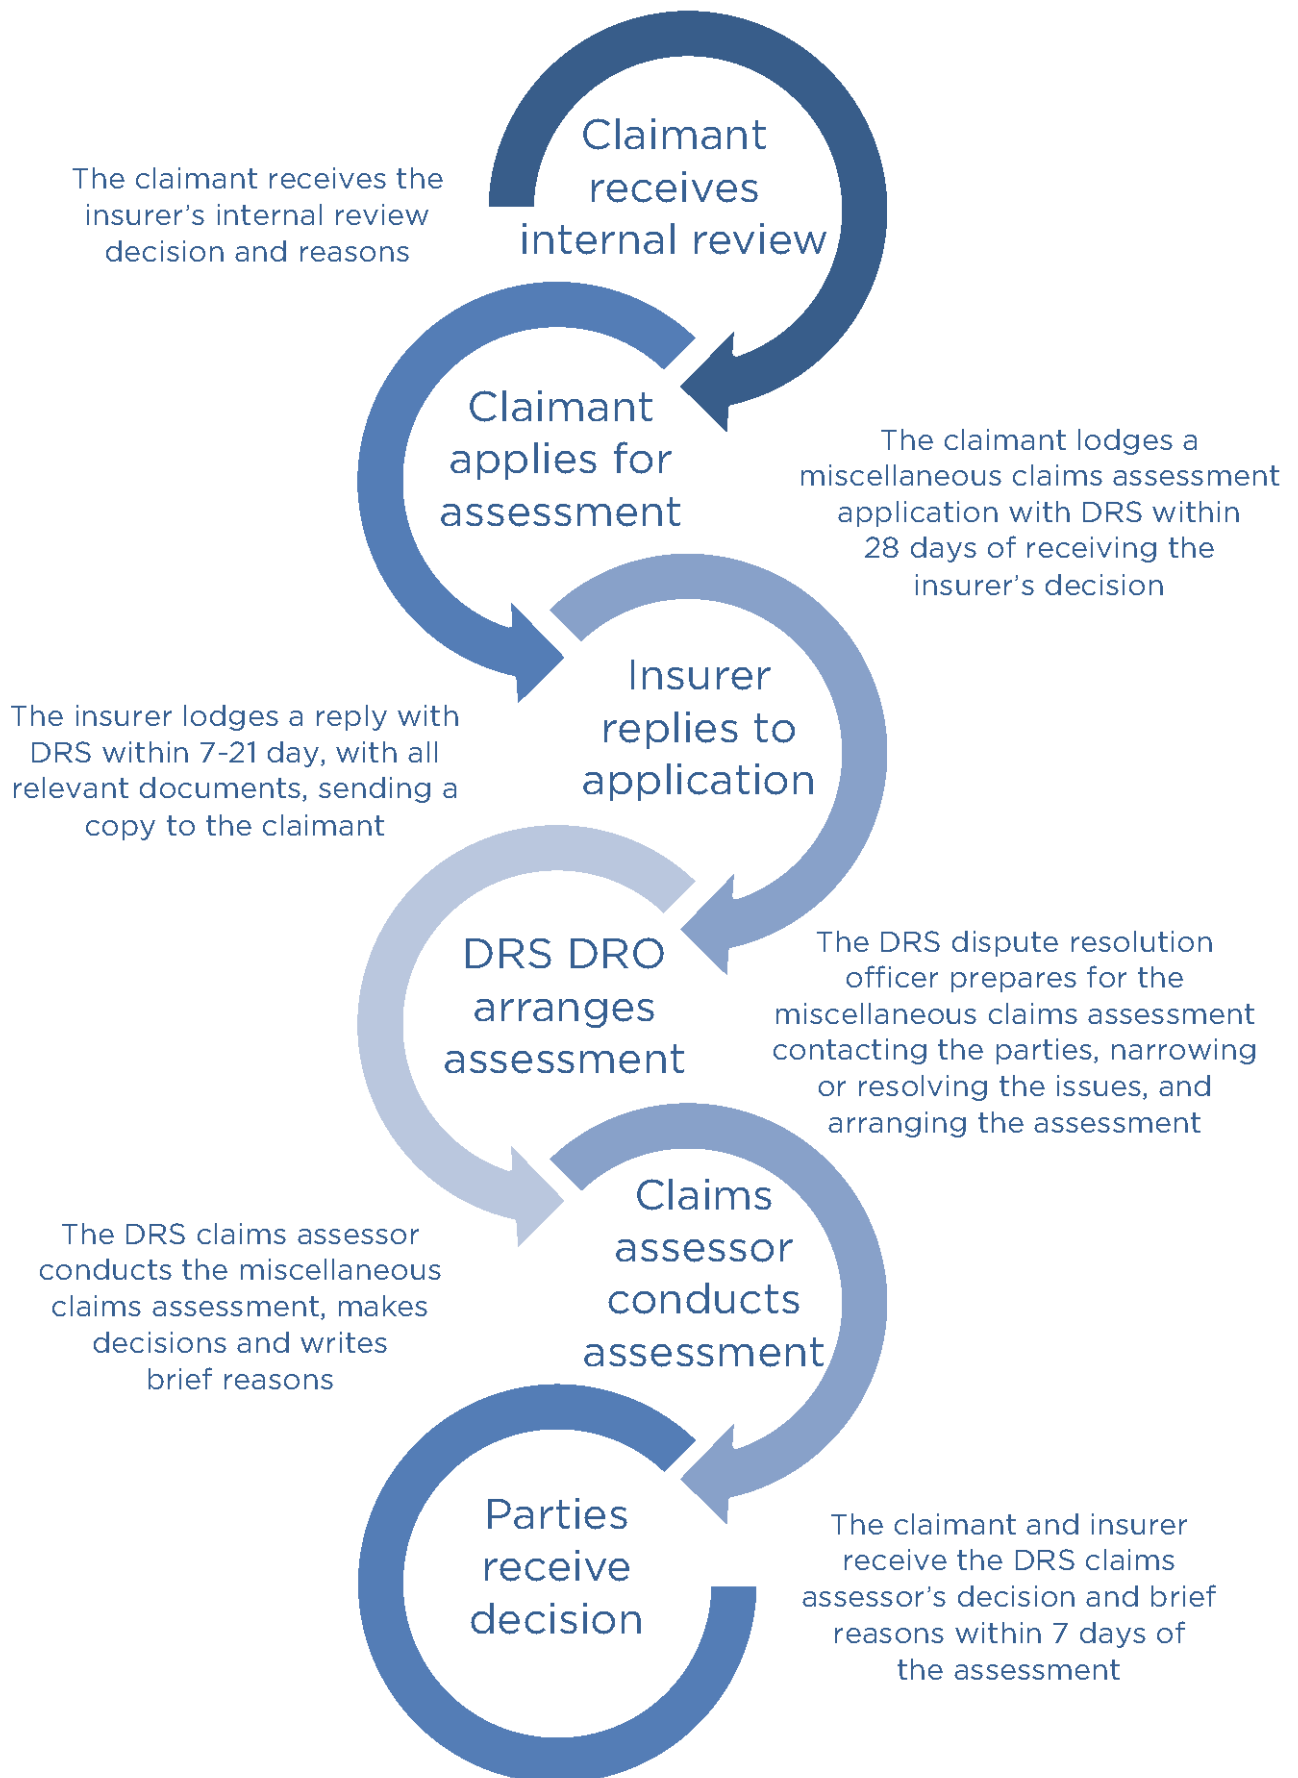 Claimant
receives
internal review
The claimant receives the
insurer's internal review
decision and reasons
Claimant
applies for
assessment
The claimant lodges a
miscellaneous claims assessment
application with DRS within
28 days of receiving the
insurer's decision
Insurer
replies to
application
The insurer lodges a reply with
DRS within 7-21 day, with all
relevant documents, sending a
copy to the claimant
DRS DRO
arranges
assessment
The DRS dispute resolution
officer prepares for the
miscellaneous claims assessment
contacting the parties, narrowing
or resolving the issues, and
arranging the assessment
Claims
assessor
conducts
assessment
The DRS claims assessor
conducts the miscellaneous
claims assessment, makes
decisions and writes
brief reasons
Parties
receive
decision
The claimant and insurer
receive the DRS claims
assessor's decision and brief
reasons within 7 days of
the assessment